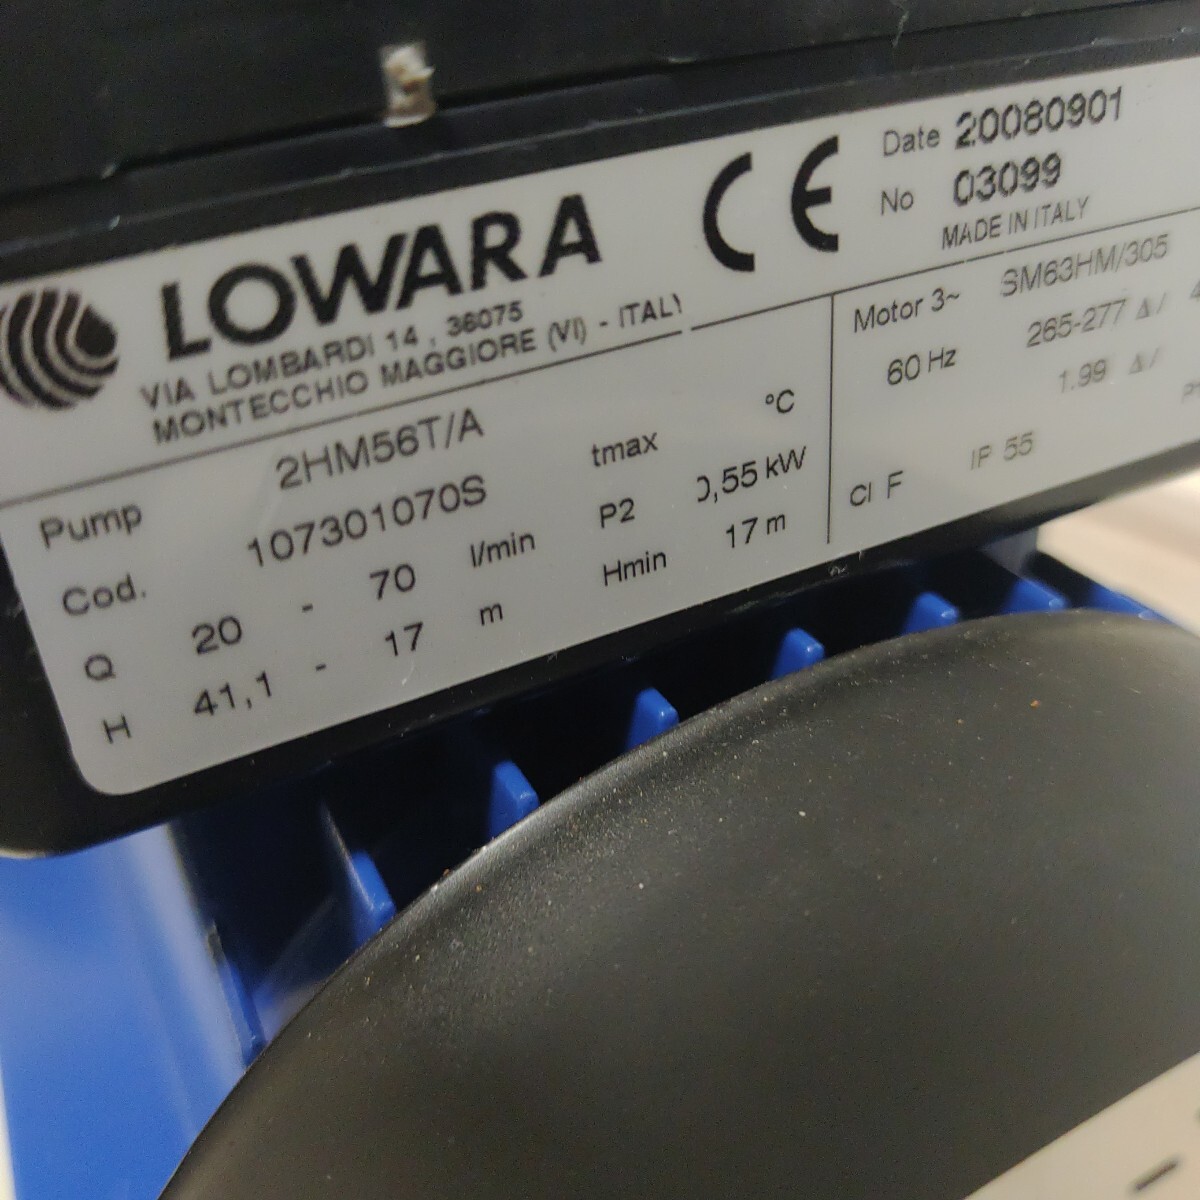 LOWARA
VIA LOMBARDI 14 , 36075
MONTECCHIO MAGGIORE (VI) - ITALY
CE
Date 20080901
No 03099
MADE IN ITALY
Pump 2HM56T/A
Cod. 107301070S
Q 20 - 70 l/min
H 41,1 - 17 m
tmax °C
P2 0,55 kW
Hmin 17 m
Motor 3~ SM63HM/305
60 Hz 265-277 Δ/
1.99 Δ/
Cl F IP 55